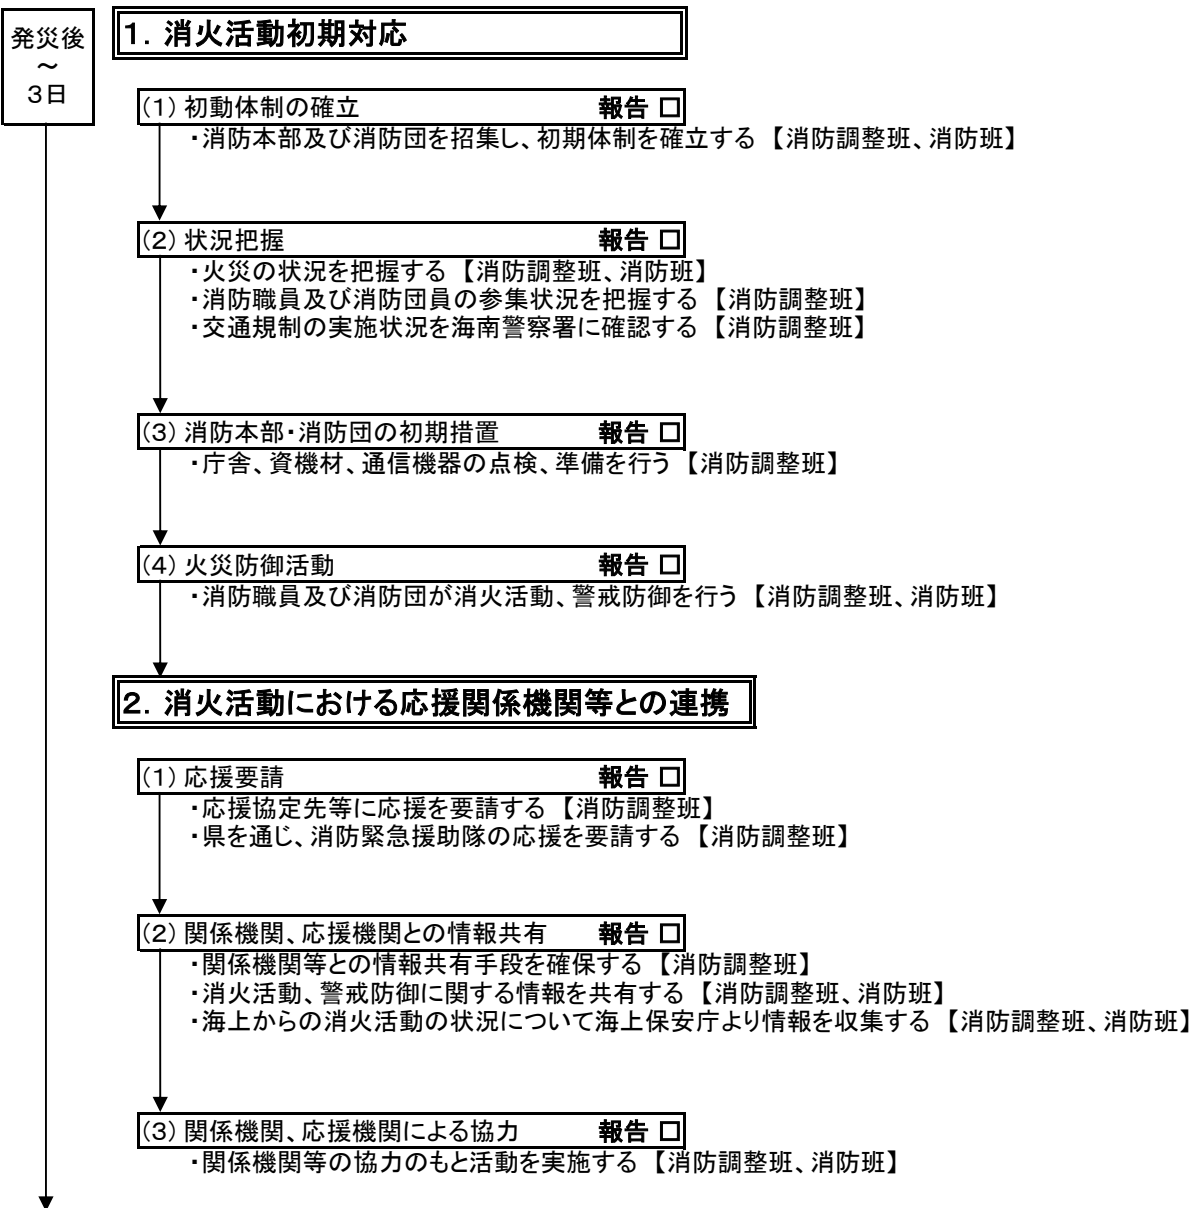 発災後
～
3日
1．消火活動初期対応
(1) 初動体制の確立 報告 □
・消防本部及び消防団を招集し、初期体制を確立する 【消防調整班、消防班】
(2) 状況把握 報告 □
・火災の状況を把握する 【消防調整班、消防班】
・消防職員及び消防団員の参集状況を把握する 【消防調整班】
・交通規制の実施状況を海南警察署に確認する 【消防調整班】
(3) 消防本部・消防団の初期措置 報告 □
・庁舎、資機材、通信機器の点検、準備を行う 【消防調整班】
(4) 火災防御活動 報告 □
・消防職員及び消防団が消火活動、警戒防御を行う 【消防調整班、消防班】
2．消火活動における応援関係機関等との連携
(1) 応援要請 報告 □
・応援協定先等に応援を要請する 【消防調整班】
・県を通じ、消防緊急援助隊の応援を要請する 【消防調整班】
(2) 関係機関、応援機関との情報共有 報告 □
・関係機関等との情報共有手段を確保する 【消防調整班】
・消火活動、警戒防御に関する情報を共有する 【消防調整班、消防班】
・海上からの消火活動の状況について海上保安庁より情報を収集する 【消防調整班、消防班】
(3) 関係機関、応援機関による協力 報告 □
・関係機関等の協力のもと活動を実施する 【消防調整班、消防班】